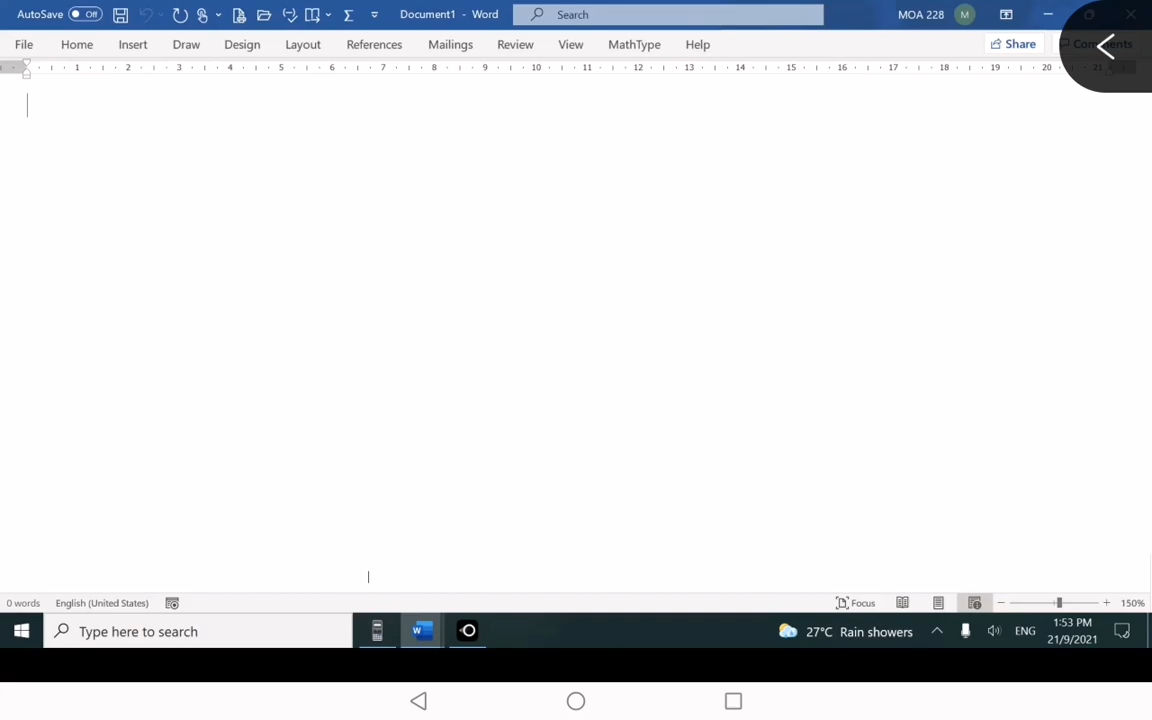 AutoSave Off Document1 - Word Search MOA 228 M
File Home Insert Draw Design Layout References Mailings Review View MathType Help Share Comments
1 2 3 4 5 6 7 8 9 10 11 12 13 14 15 16 17 18 19 20 21
0 words English (United States) Focus 150%
Type here to search 27°C Rain showers ENG 1:53 PM
21/9/2021